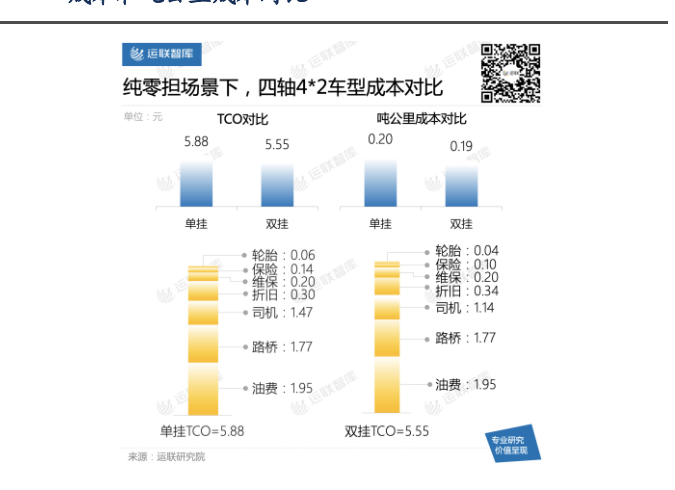 运联智库
纯零担场景下，四轴4*2车型成本对比
单位：元
TCO对比
吨公里成本对比
5.88
5.55
0.20
0.19
单挂
双挂
单挂
双挂
轮胎：0.06
保险：0.14
维保：0.20
折旧：0.30
司机：1.47
路桥：1.77
油费：1.95
单挂TCO=5.88
轮胎：0.04
保险：0.10
维保：0.20
折旧：0.34
司机：1.14
路桥：1.77
油费：1.95
双挂TCO=5.55
专业研究
价值呈现
来源：运联研究院